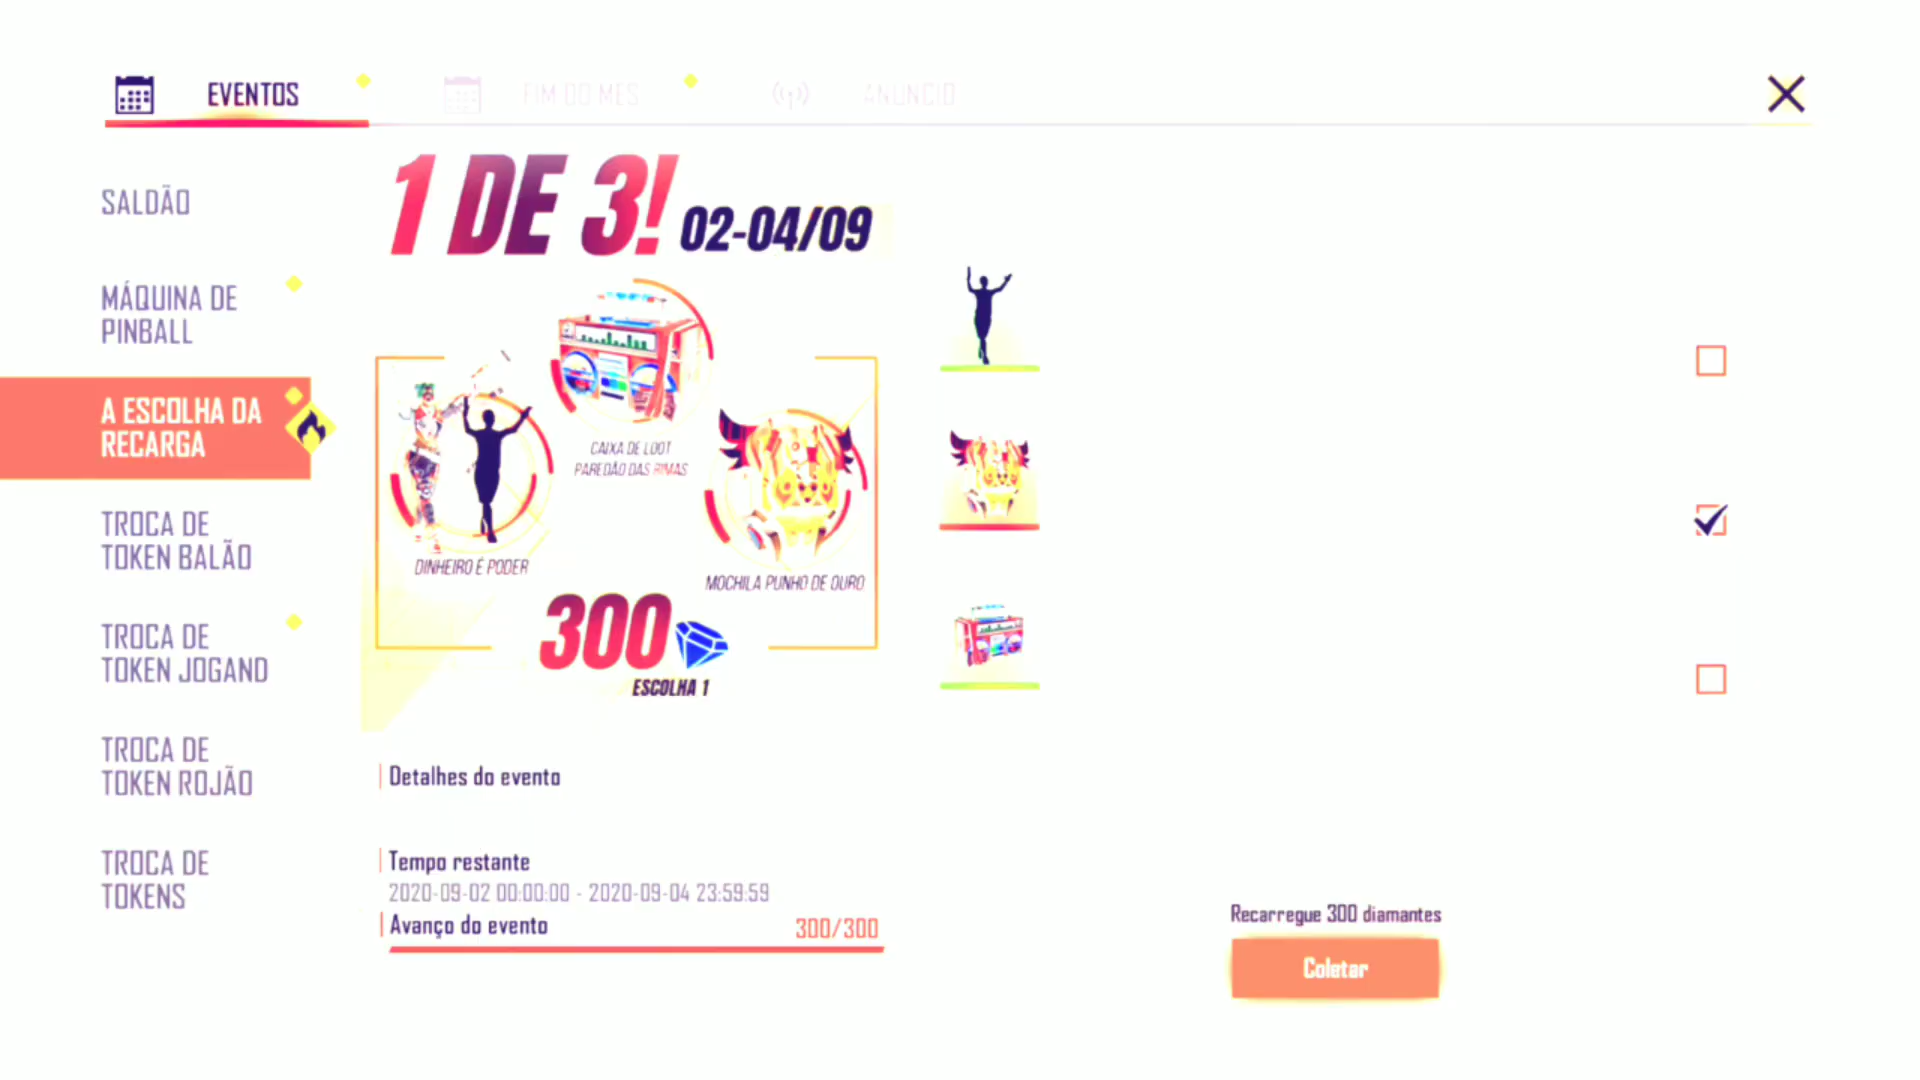 EVENTOS
FIM DO MES
ANUNCIO
SALDÃO
MÁQUINA DE
PINBALL
A ESCOLHA DA
RECARGA
TROCA DE
TOKEN BALÃO
TROCA DE
TOKEN JOGAND
TROCA DE
TOKEN ROJÃO
TROCA DE
TOKENS
1 DE 3! 02-04/09
CAIXA DE LOOT
PAREDÃO DAS RIMAS
DINHEIRO É PODER
MOCHILA PUNHO DE OURO
300
ESCOLHA 1
Detalhes do evento
Tempo restante
2020-09-02 00:00:00 - 2020-09-04 23:59:59
Avanço do evento 300/300
Recarregue 300 diamantes
Coletar